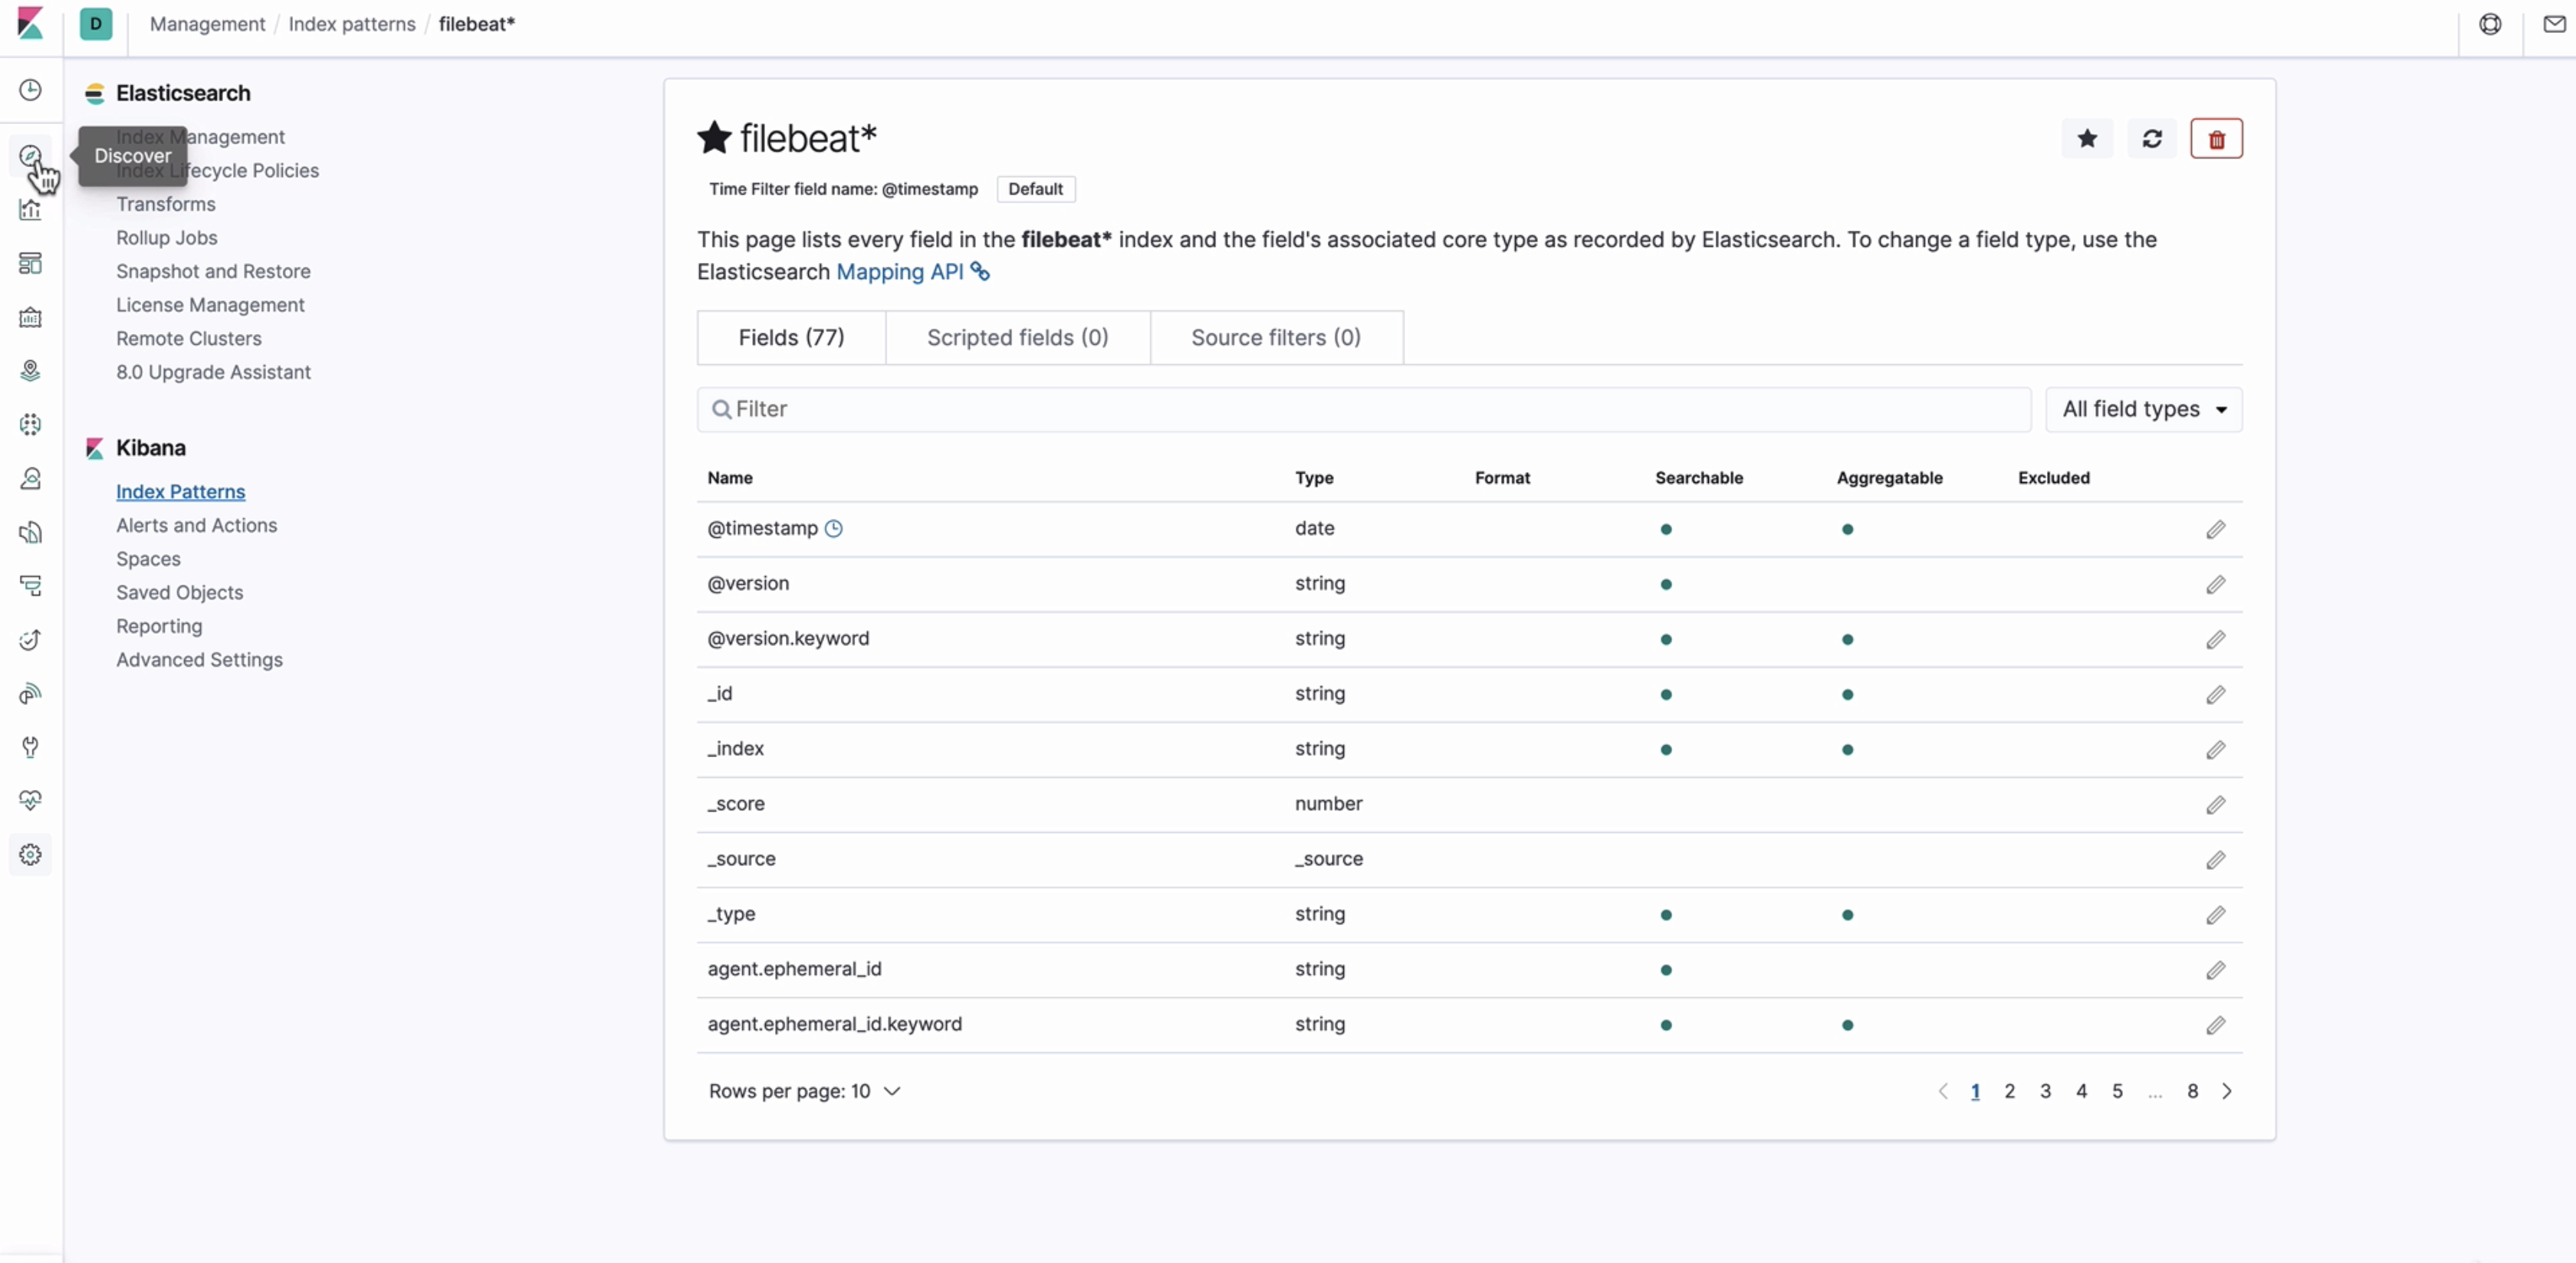 D
Management / Index patterns / filebeat*
Elasticsearch
Index Management
Discover
Index Lifecycle Policies
Transforms
Rollup Jobs
Snapshot and Restore
License Management
Remote Clusters
8.0 Upgrade Assistant
Kibana
Index Patterns
Alerts and Actions
Spaces
Saved Objects
Reporting
Advanced Settings
filebeat*
Time Filter field name: @timestamp Default
This page lists every field in the filebeat* index and the field's associated core type as recorded by Elasticsearch. To change a field type, use the
Elasticsearch Mapping API
Fields (77) Scripted fields (0) Source filters (0)
Filter All field types
Name Type Format Searchable Aggregatable Excluded
@timestamp date
@version string
@version.keyword string
_id string
_index string
_score number
_source _source
_type string
agent.ephemeral_id string
agent.ephemeral_id.keyword string
Rows per page: 10 1 2 3 4 5 ... 8